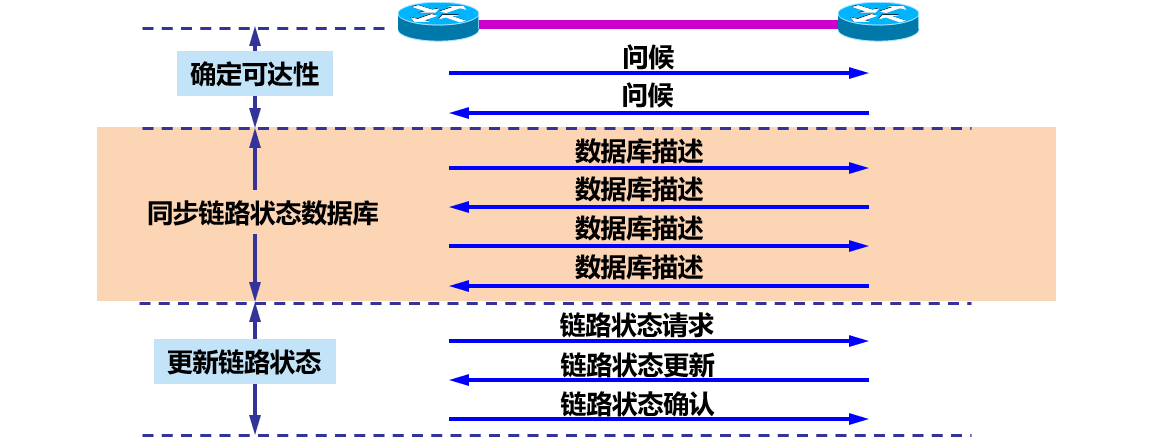 问候
确定可达性
问候
数据库描述
数据库描述
同步链路状态数据库
数据库描述
数据库描述
链路状态请求
更新链路状态
链路状态更新
链路状态确认